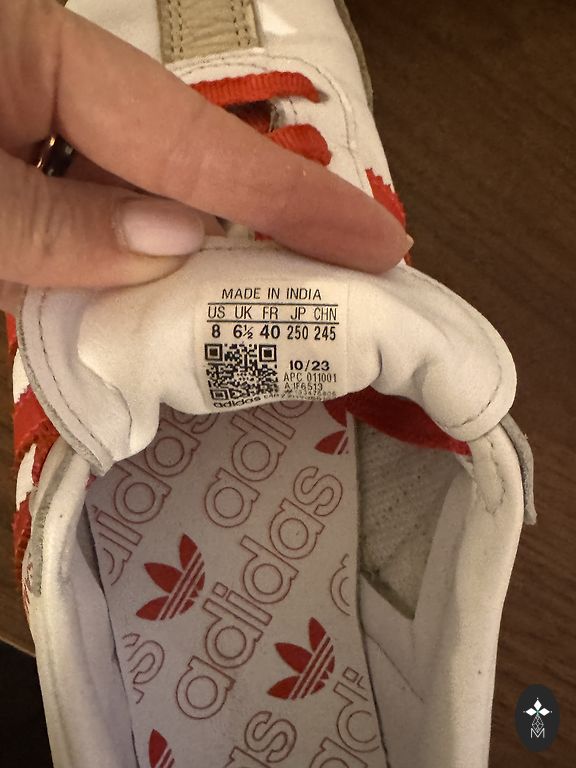 MADE IN INDIA
US UK FR JP CHN
8 6½ 40 250 245
10/23
APC 011001
adidas
adidas
adidas
adidas
adidas
M